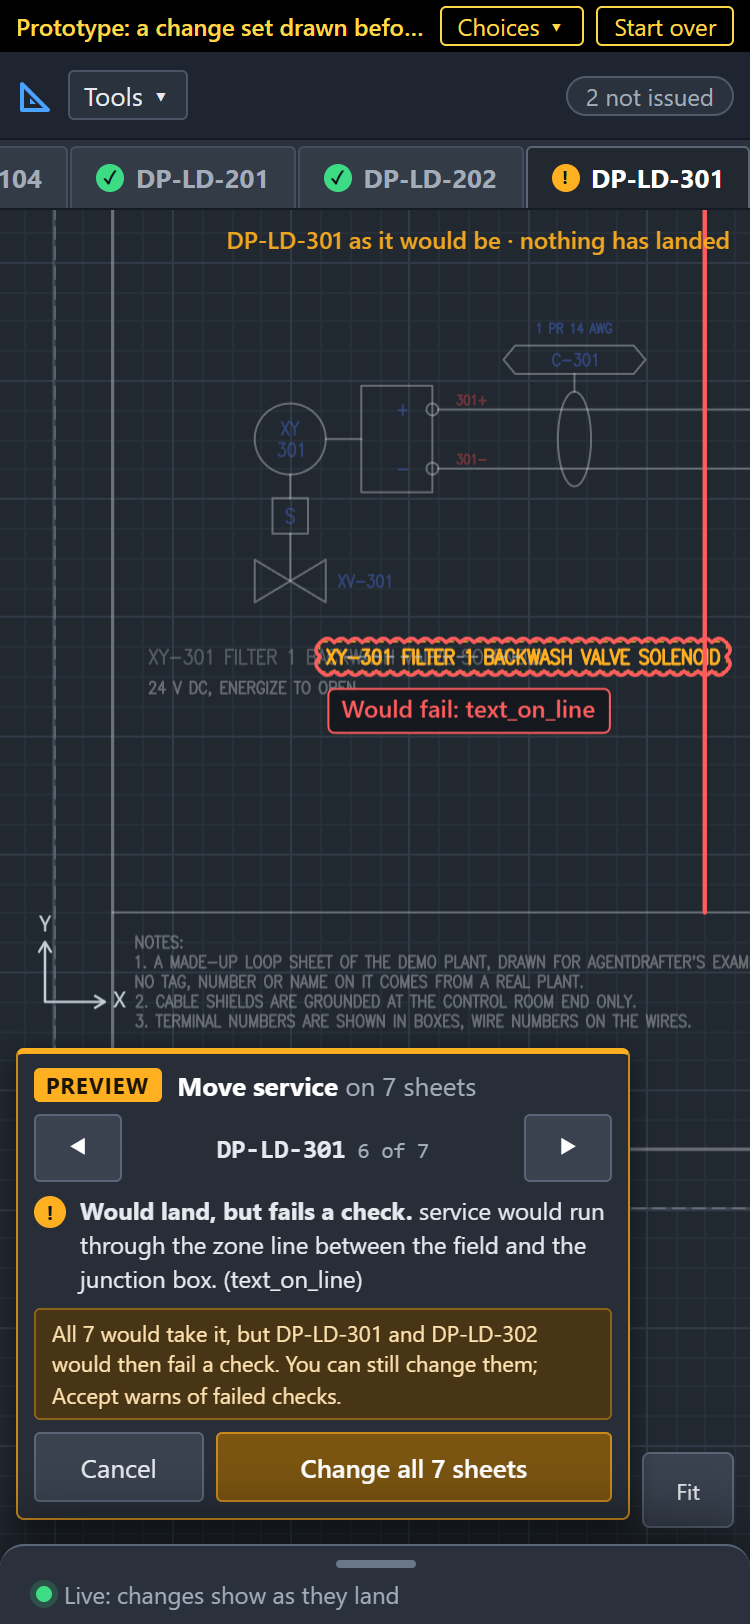 Prototype: a change set drawn befo...
Choices ▼
Start over
Tools ▼
2 not issued
104
DP-LD-201
DP-LD-202
! DP-LD-301
DP-LD-301 as it would be · nothing has landed
1 PR 14 AWG
C-301
XY
301
+
301+
−
301−
S
XV-301
XY-301 FILTER 1
XY-301 FILTER 1 BACKWASH VALVE SOLENOID
24 V DC, ENERGIZE TO OPEN
Would fail: text_on_line
Y
X
NOTES:
1. A MADE-UP LOOP SHEET OF THE DEMO PLANT, DRAWN FOR AGENTDRAFTER'S EXAM
NO TAG, NUMBER OR NAME ON IT COMES FROM A REAL PLANT.
2. CABLE SHIELDS ARE GROUNDED AT THE CONTROL ROOM END ONLY.
3. TERMINAL NUMBERS ARE SHOWN IN BOXES, WIRE NUMBERS ON THE WIRES.
PREVIEW Move service on 7 sheets
◀ DP-LD-301 6 of 7 ▶
! Would land, but fails a check. service would run
through the zone line between the field and the
junction box. (text_on_line)
All 7 would take it, but DP-LD-301 and DP-LD-302
would then fail a check. You can still change them;
Accept warns of failed checks.
Cancel
Change all 7 sheets
Fit
Live: changes show as they land